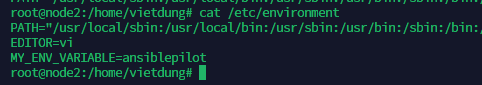 root@node2:/home/vietdung# cat /etc/environment
PATH="/usr/local/sbin:/usr/local/bin:/usr/sbin:/usr/bin:/sbin:/bin:/
EDITOR=vi
MY_ENV_VARIABLE=ansiblepilot
root@node2:/home/vietdung#